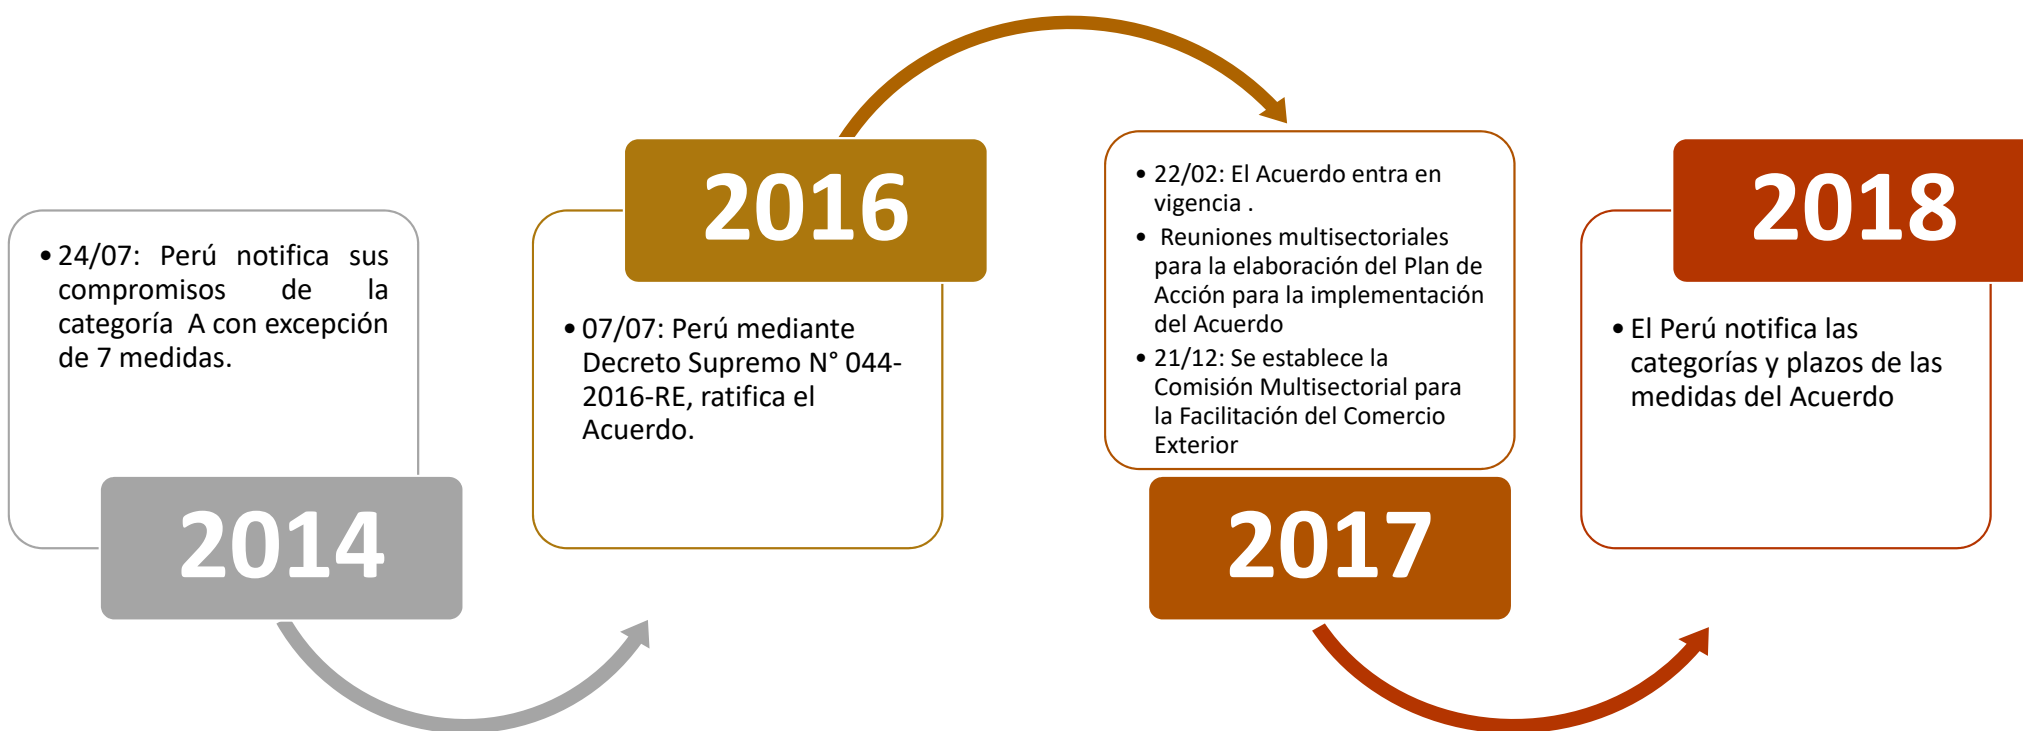 • 24/07: Perú notifica sus
compromisos de la
categoría A con excepción
de 7 medidas.
2014
2016
• 07/07: Perú mediante
Decreto Supremo N° 044-
2016-RE, ratifica el
Acuerdo.
• 22/02: El Acuerdo entra en
vigencia .
• Reuniones multisectoriales
para la elaboración del Plan de
Acción para la implementación
del Acuerdo
• 21/12: Se establece la
Comisión Multisectorial para
la Facilitación del Comercio
Exterior
2017
2018
• El Perú notifica las
categorías y plazos de las
medidas del Acuerdo